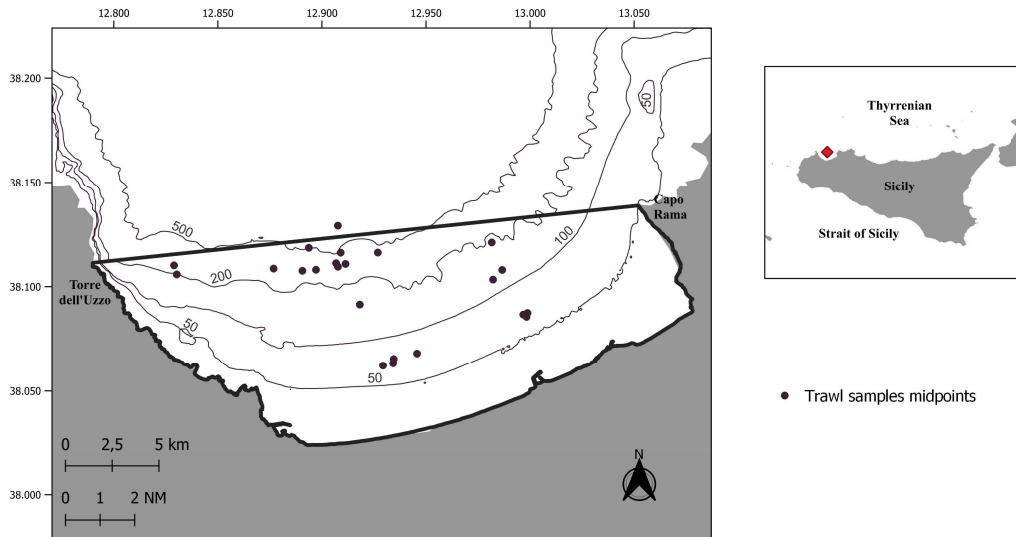 12.800 12.850 12.900 12.950 13.000 13.050
38.200
38.150
38.100
38.050
38.000
50
Capo
Rama
500
100
200
Torre
dell'Uzzo
50
50
0 2,5 5 km
0 1 2 NM
N
Thyrrenian
Sea
Sicily
Strait of Sicily
Trawl samples midpoints